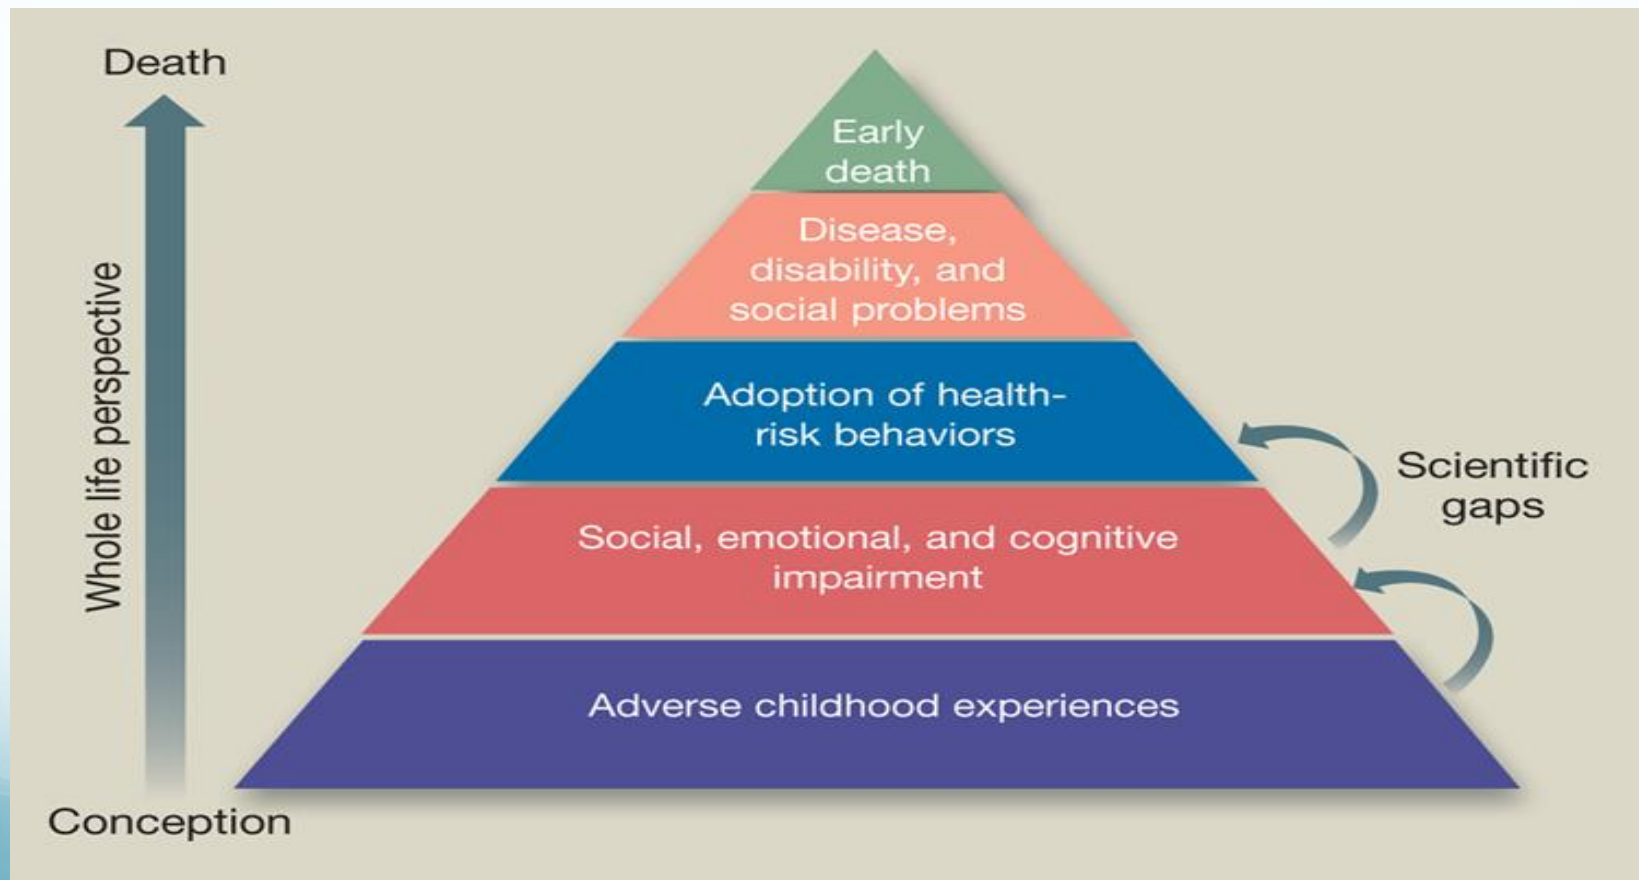 Death
Whole life perspective
Conception
Early
death
Disease,
disability, and
social problems
Adoption of health-
risk behaviors
Social, emotional, and cognitive
impairment
Adverse childhood experiences
Scientific
gaps